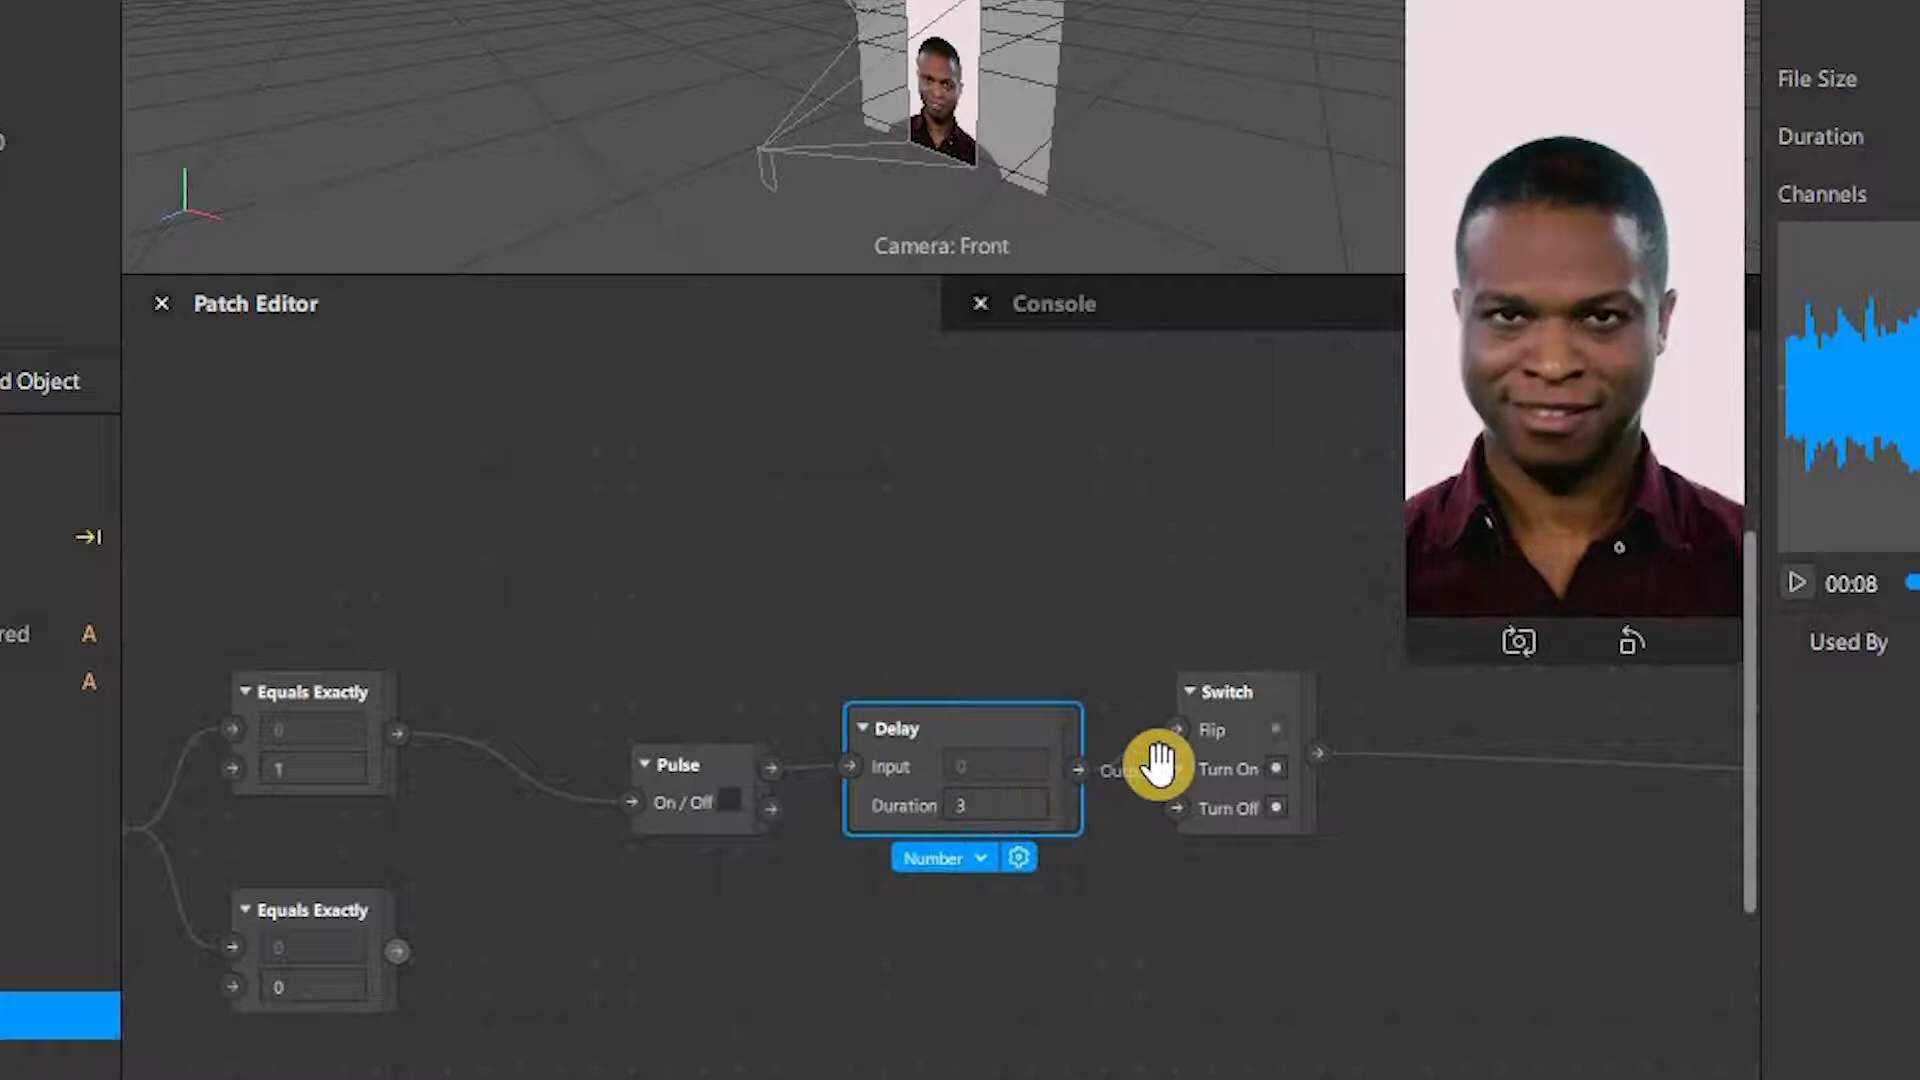 Camera: Front
File Size
Duration
Channels
Patch Editor
Console
d Object
00:08
Used By
red A
A
Equals Exactly
0
1
Pulse
On / Off
Delay
Input 0
Duration 3
Number
Switch
Flip
Turn On
Turn Off
Equals Exactly
0
0